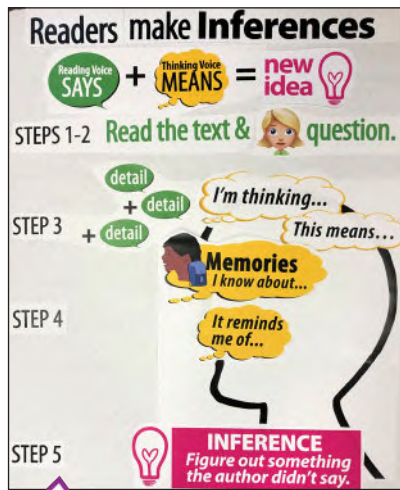 Readers make Inferences
Reading Voice SAYS + Thinking Voice MEANS = new idea
STEPS 1-2 Read the text & question.
detail
+ detail
I'm thinking...
STEP 3
+ detail
This means...
Memories
I know about...
STEP 4
It reminds
me of...
STEP 5
INFERENCE
Figure out something
the author didn't say.